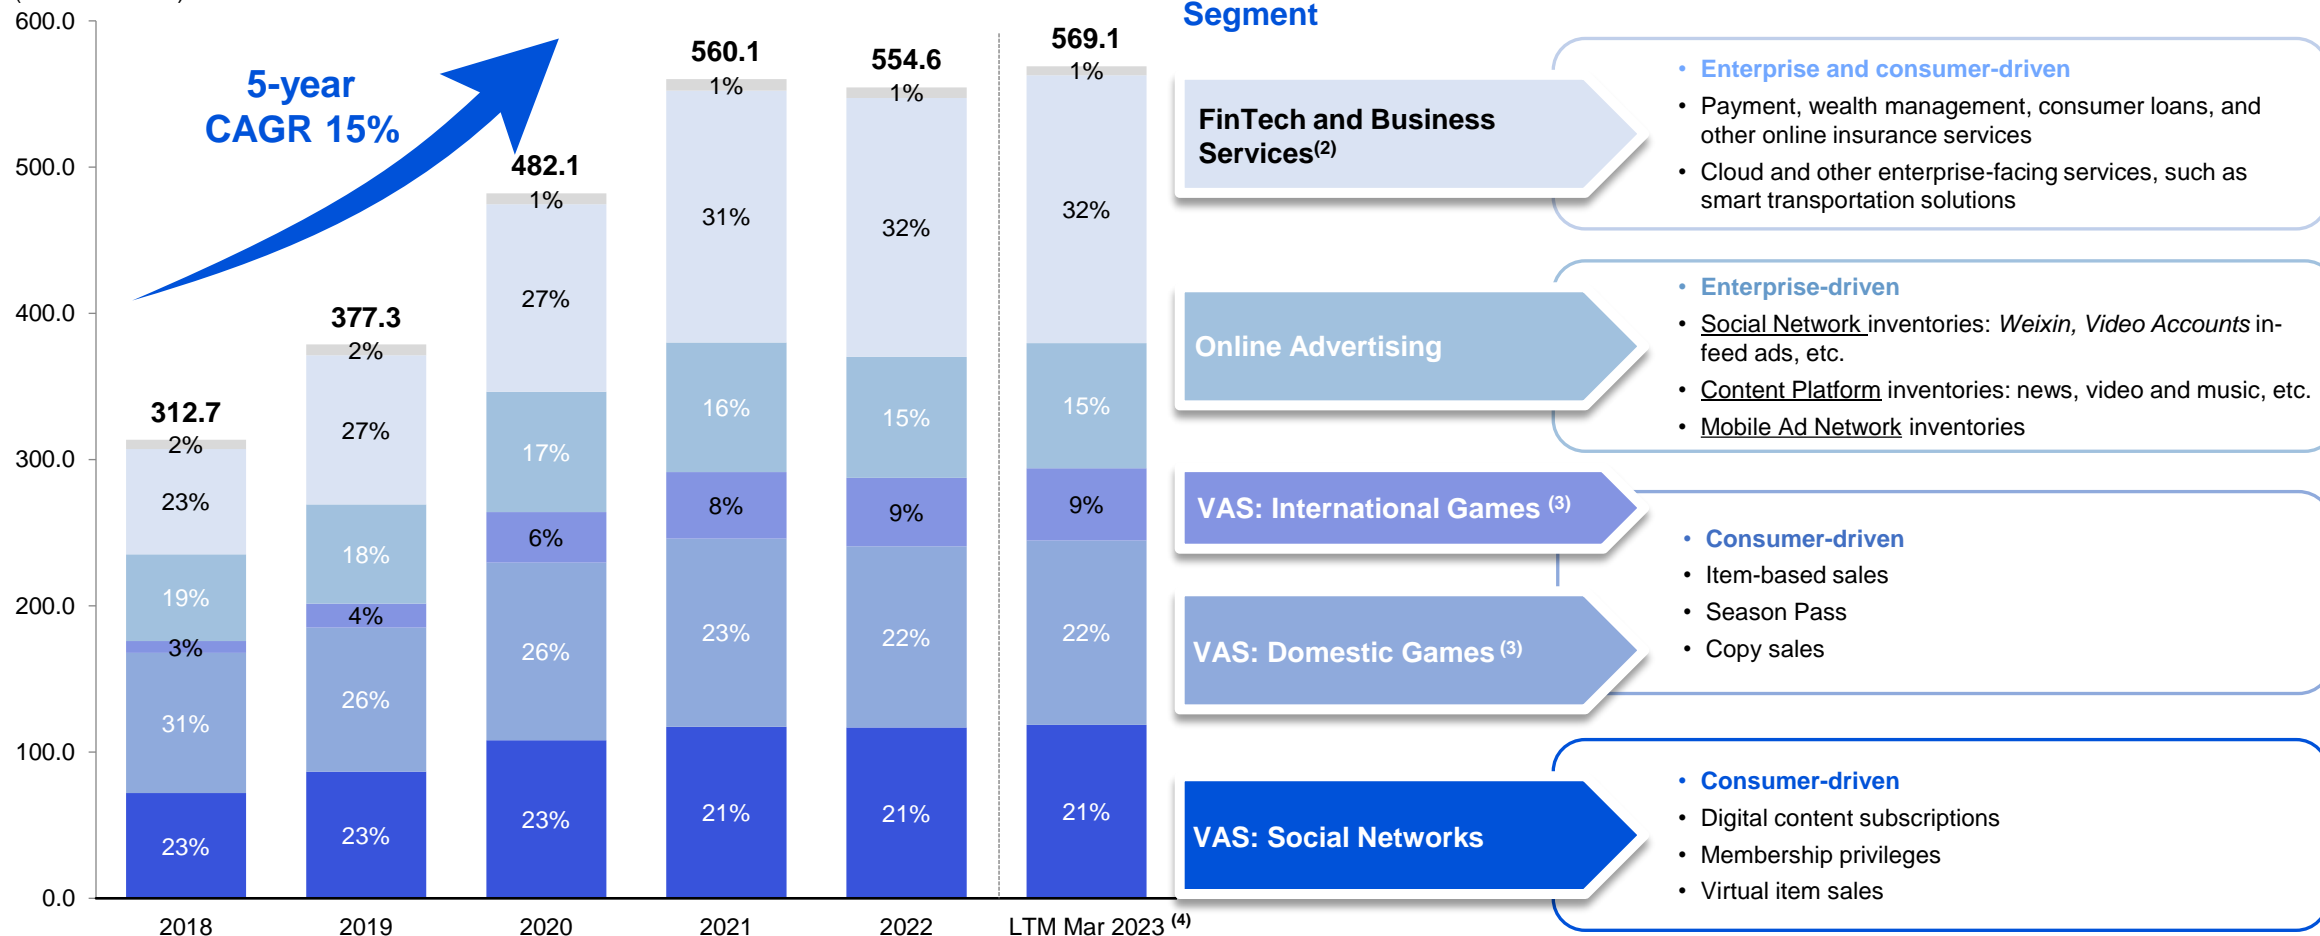 600.0
500.0
400.0
300.0
200.0
100.0
0.0
5-year
CAGR 15%
312.7
2%
23%
19%
3%
31%
23%
2018
377.3
2%
27%
18%
4%
26%
23%
2019
482.1
1%
27%
17%
6%
26%
23%
2020
560.1
1%
31%
16%
8%
23%
21%
2021
554.6
1%
32%
15%
9%
22%
21%
2022
569.1
1%
32%
15%
9%
22%
21%
LTM Mar 2023 (4)
Segment
FinTech and Business
Services(2)
• Enterprise and consumer-driven
• Payment, wealth management, consumer loans, and
other online insurance services
• Cloud and other enterprise-facing services, such as
smart transportation solutions
Online Advertising
• Enterprise-driven
• Social Network inventories: Weixin, Video Accounts in-
feed ads, etc.
• Content Platform inventories: news, video and music, etc.
• Mobile Ad Network inventories
VAS: International Games (3)
VAS: Domestic Games (3)
• Consumer-driven
• Item-based sales
• Season Pass
• Copy sales
VAS: Social Networks
• Consumer-driven
• Digital content subscriptions
• Membership privileges
• Virtual item sales